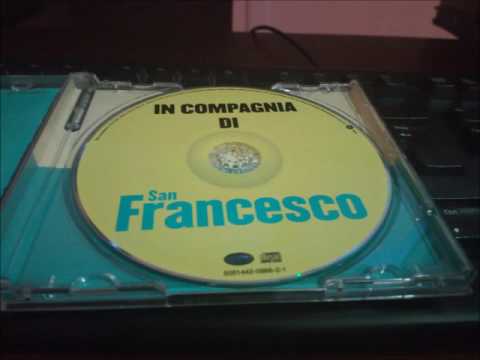 IN COMPAGNIA
DI
San
Francesco